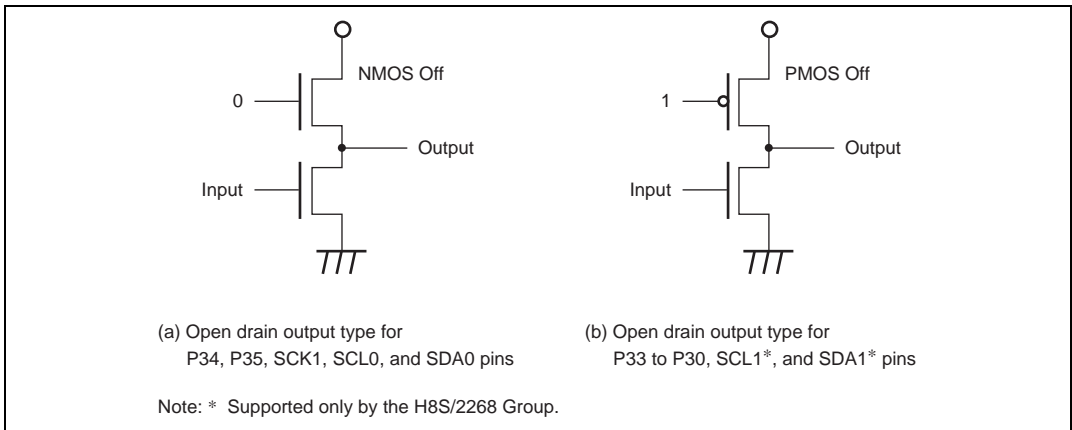 NMOS Off
0
Output
Input
PMOS Off
1
Output
Input
(a) Open drain output type for
P34, P35, SCK1, SCL0, and SDA0 pins
(b) Open drain output type for
P33 to P30, SCL1*, and SDA1* pins
Note: * Supported only by the H8S/2268 Group.